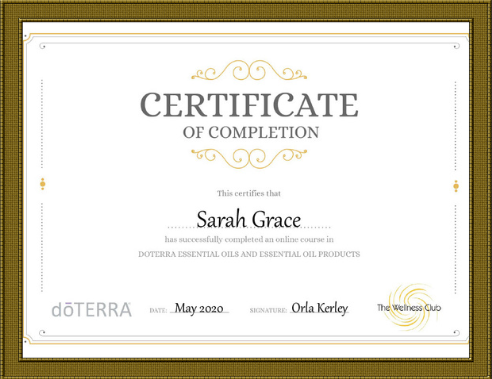 CERTIFICATE
OF COMPLETION
This certifies that
Sarah Grace
has successfully completed an online course in
DOTERRA ESSENTIAL OILS AND ESSENTIAL OIL PRODUCTS
dōTERRA DATE: May 2020 SIGNATURE: Orla Kerley The Wellness Club